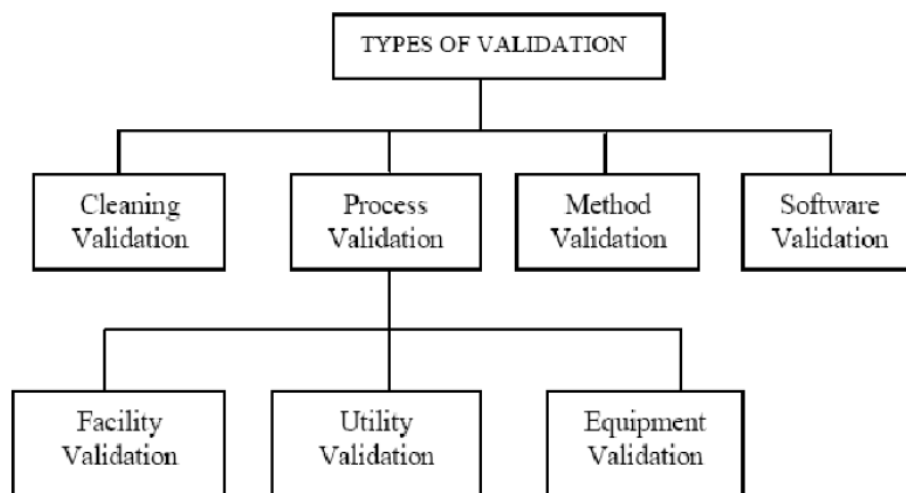 TYPES OF VALIDATION
Cleaning
Validation
Process
Validation
Method
Validation
Software
Validation
Facility
Validation
Utility
Validation
Equipment
Validation